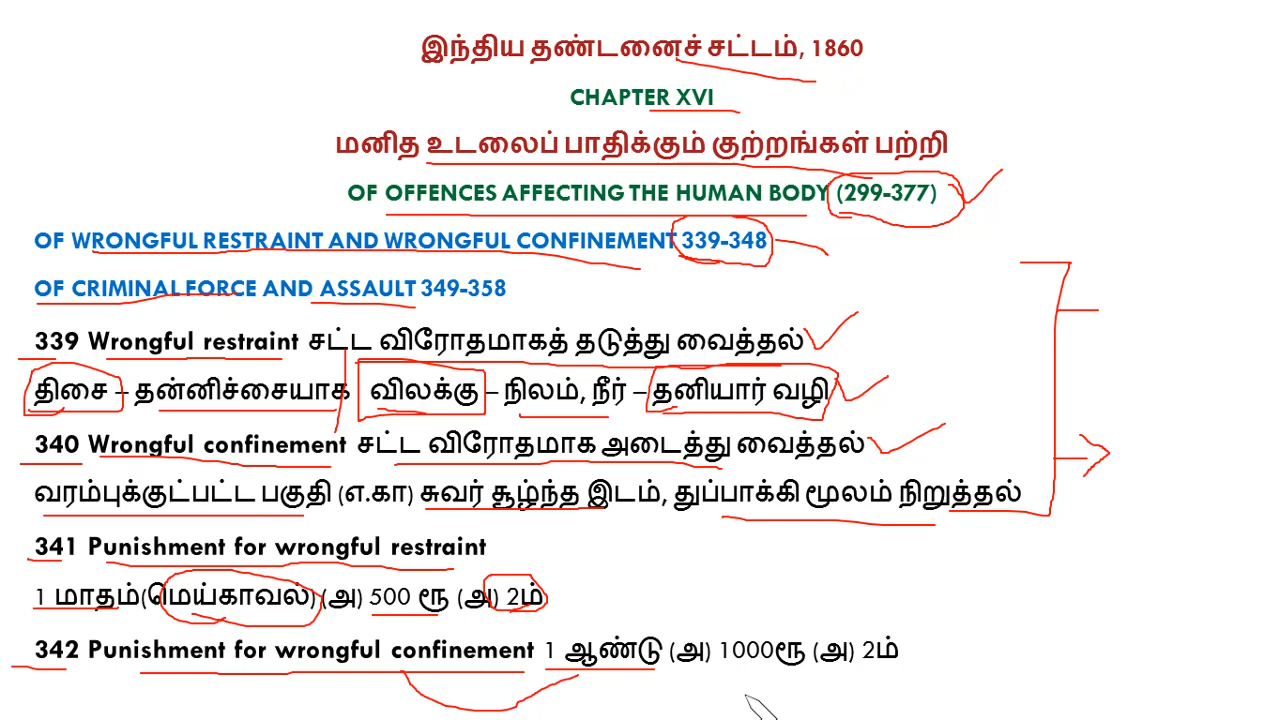 இந்திய தண்டனைச் சட்டம், 1860
CHAPTER XVI
மனித உடலைப் பாதிக்கும் குற்றங்கள் பற்றி
OF OFFENCES AFFECTING THE HUMAN BODY (299-377)
OF WRONGFUL RESTRAINT AND WRONGFUL CONFINEMENT 339-348
OF CRIMINAL FORCE AND ASSAULT 349-358
339 Wrongful restraint சட்ட விரோதமாகத் தடுத்து வைத்தல்
திசை – தன்னிச்சையாக விலக்கு – நிலம், நீர் – தனியார் வழி
340 Wrongful confinement சட்ட விரோதமாக அடைத்து வைத்தல்
வரம்புக்குட்பட்ட பகுதி (எ.கா) சுவர் சூழ்ந்த இடம், துப்பாக்கி மூலம் நிறுத்தல்
341 Punishment for wrongful restraint
1 மாதம்(மெய்காவல்) (அ) 500 ரூ (அ) 2ம்
342 Punishment for wrongful confinement 1 ஆண்டு (அ) 1000ரூ (அ) 2ம்